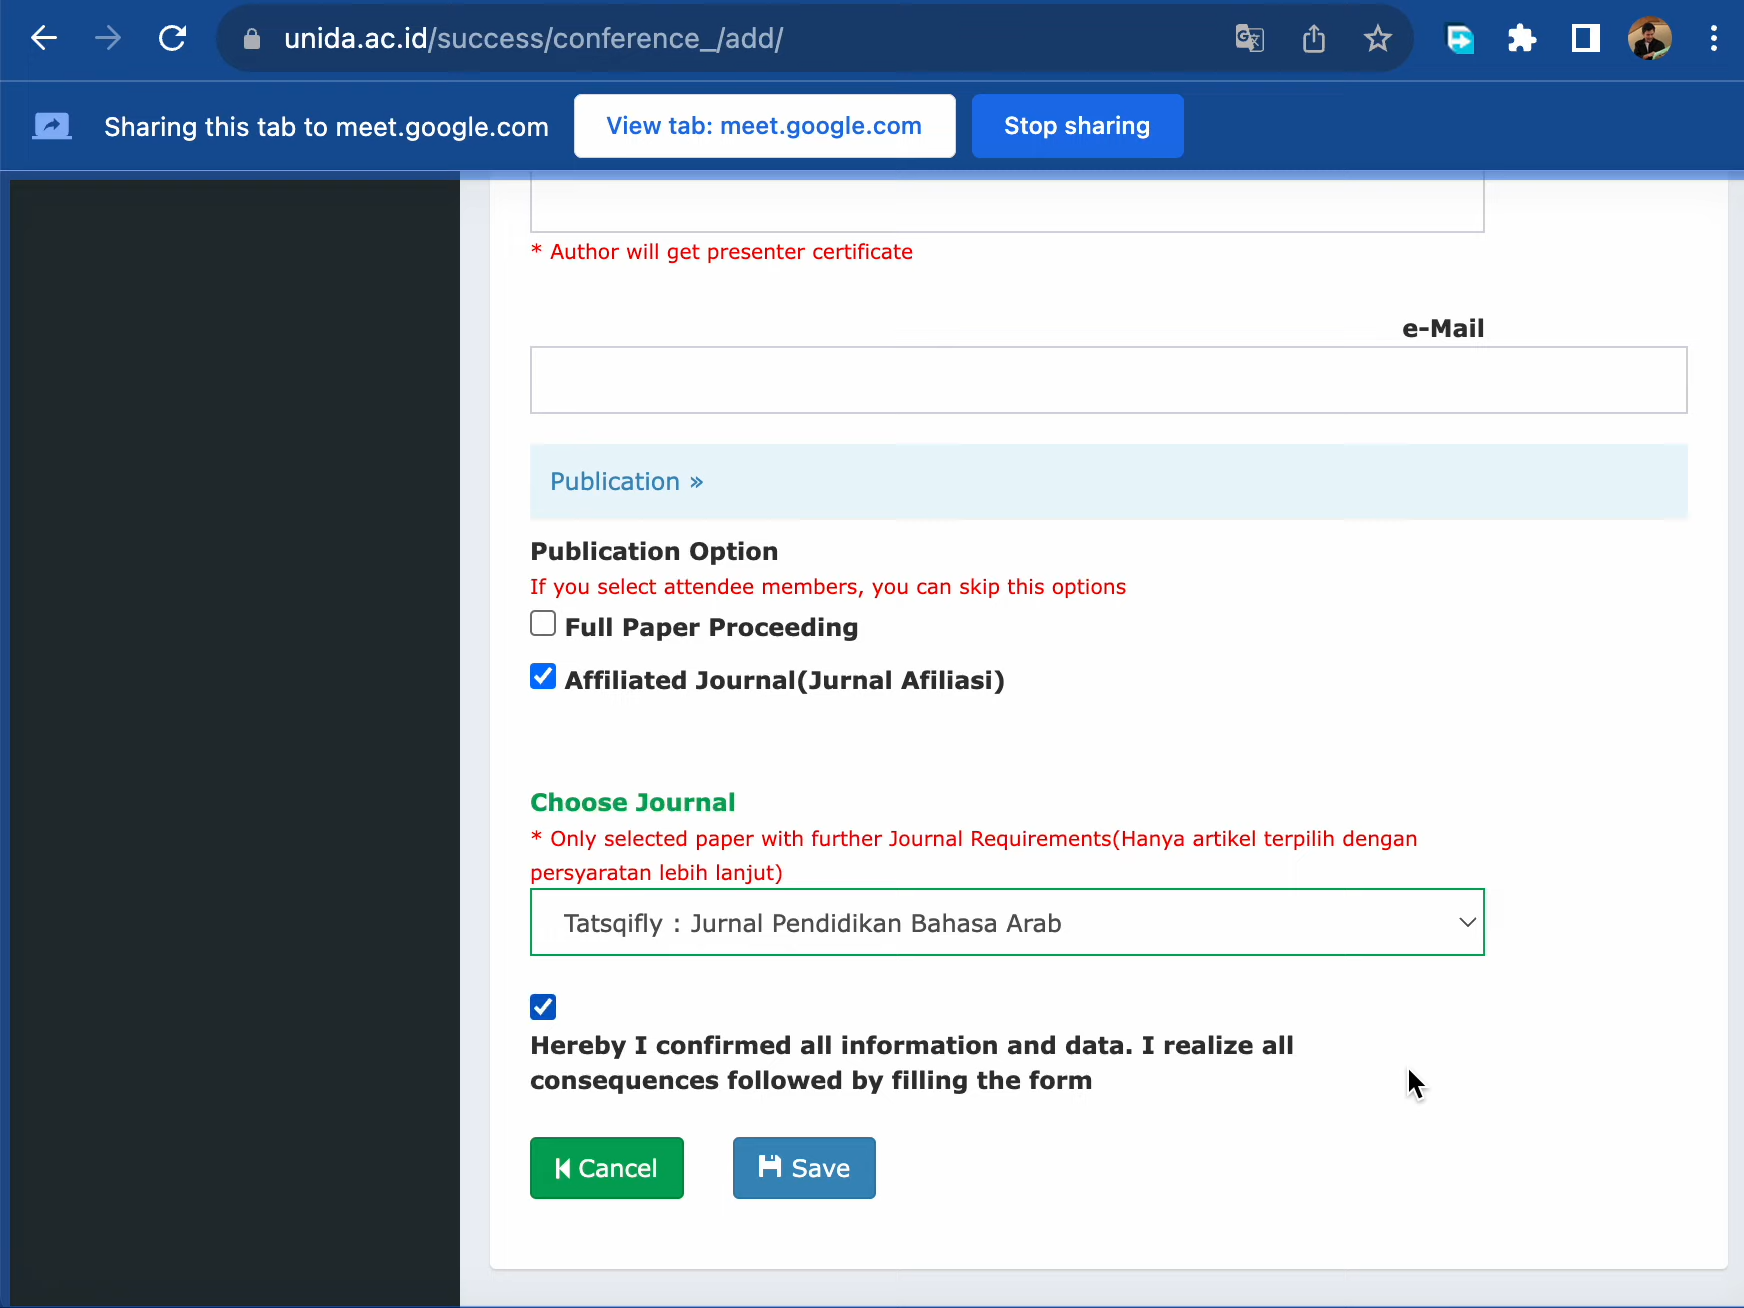 unida.ac.id/success/conference_/add/
Sharing this tab to meet.google.com
View tab: meet.google.com
Stop sharing
* Author will get presenter certificate
e-Mail
Publication »
Publication Option
If you select attendee members, you can skip this options
Full Paper Proceeding
Affiliated Journal(Jurnal Afiliasi)
Choose Journal
* Only selected paper with further Journal Requirements(Hanya artikel terpilih dengan
persyaratan lebih lanjut)
Tatsqifly : Jurnal Pendidikan Bahasa Arab
Hereby I confirmed all information and data. I realize all
consequences followed by filling the form
Cancel
Save